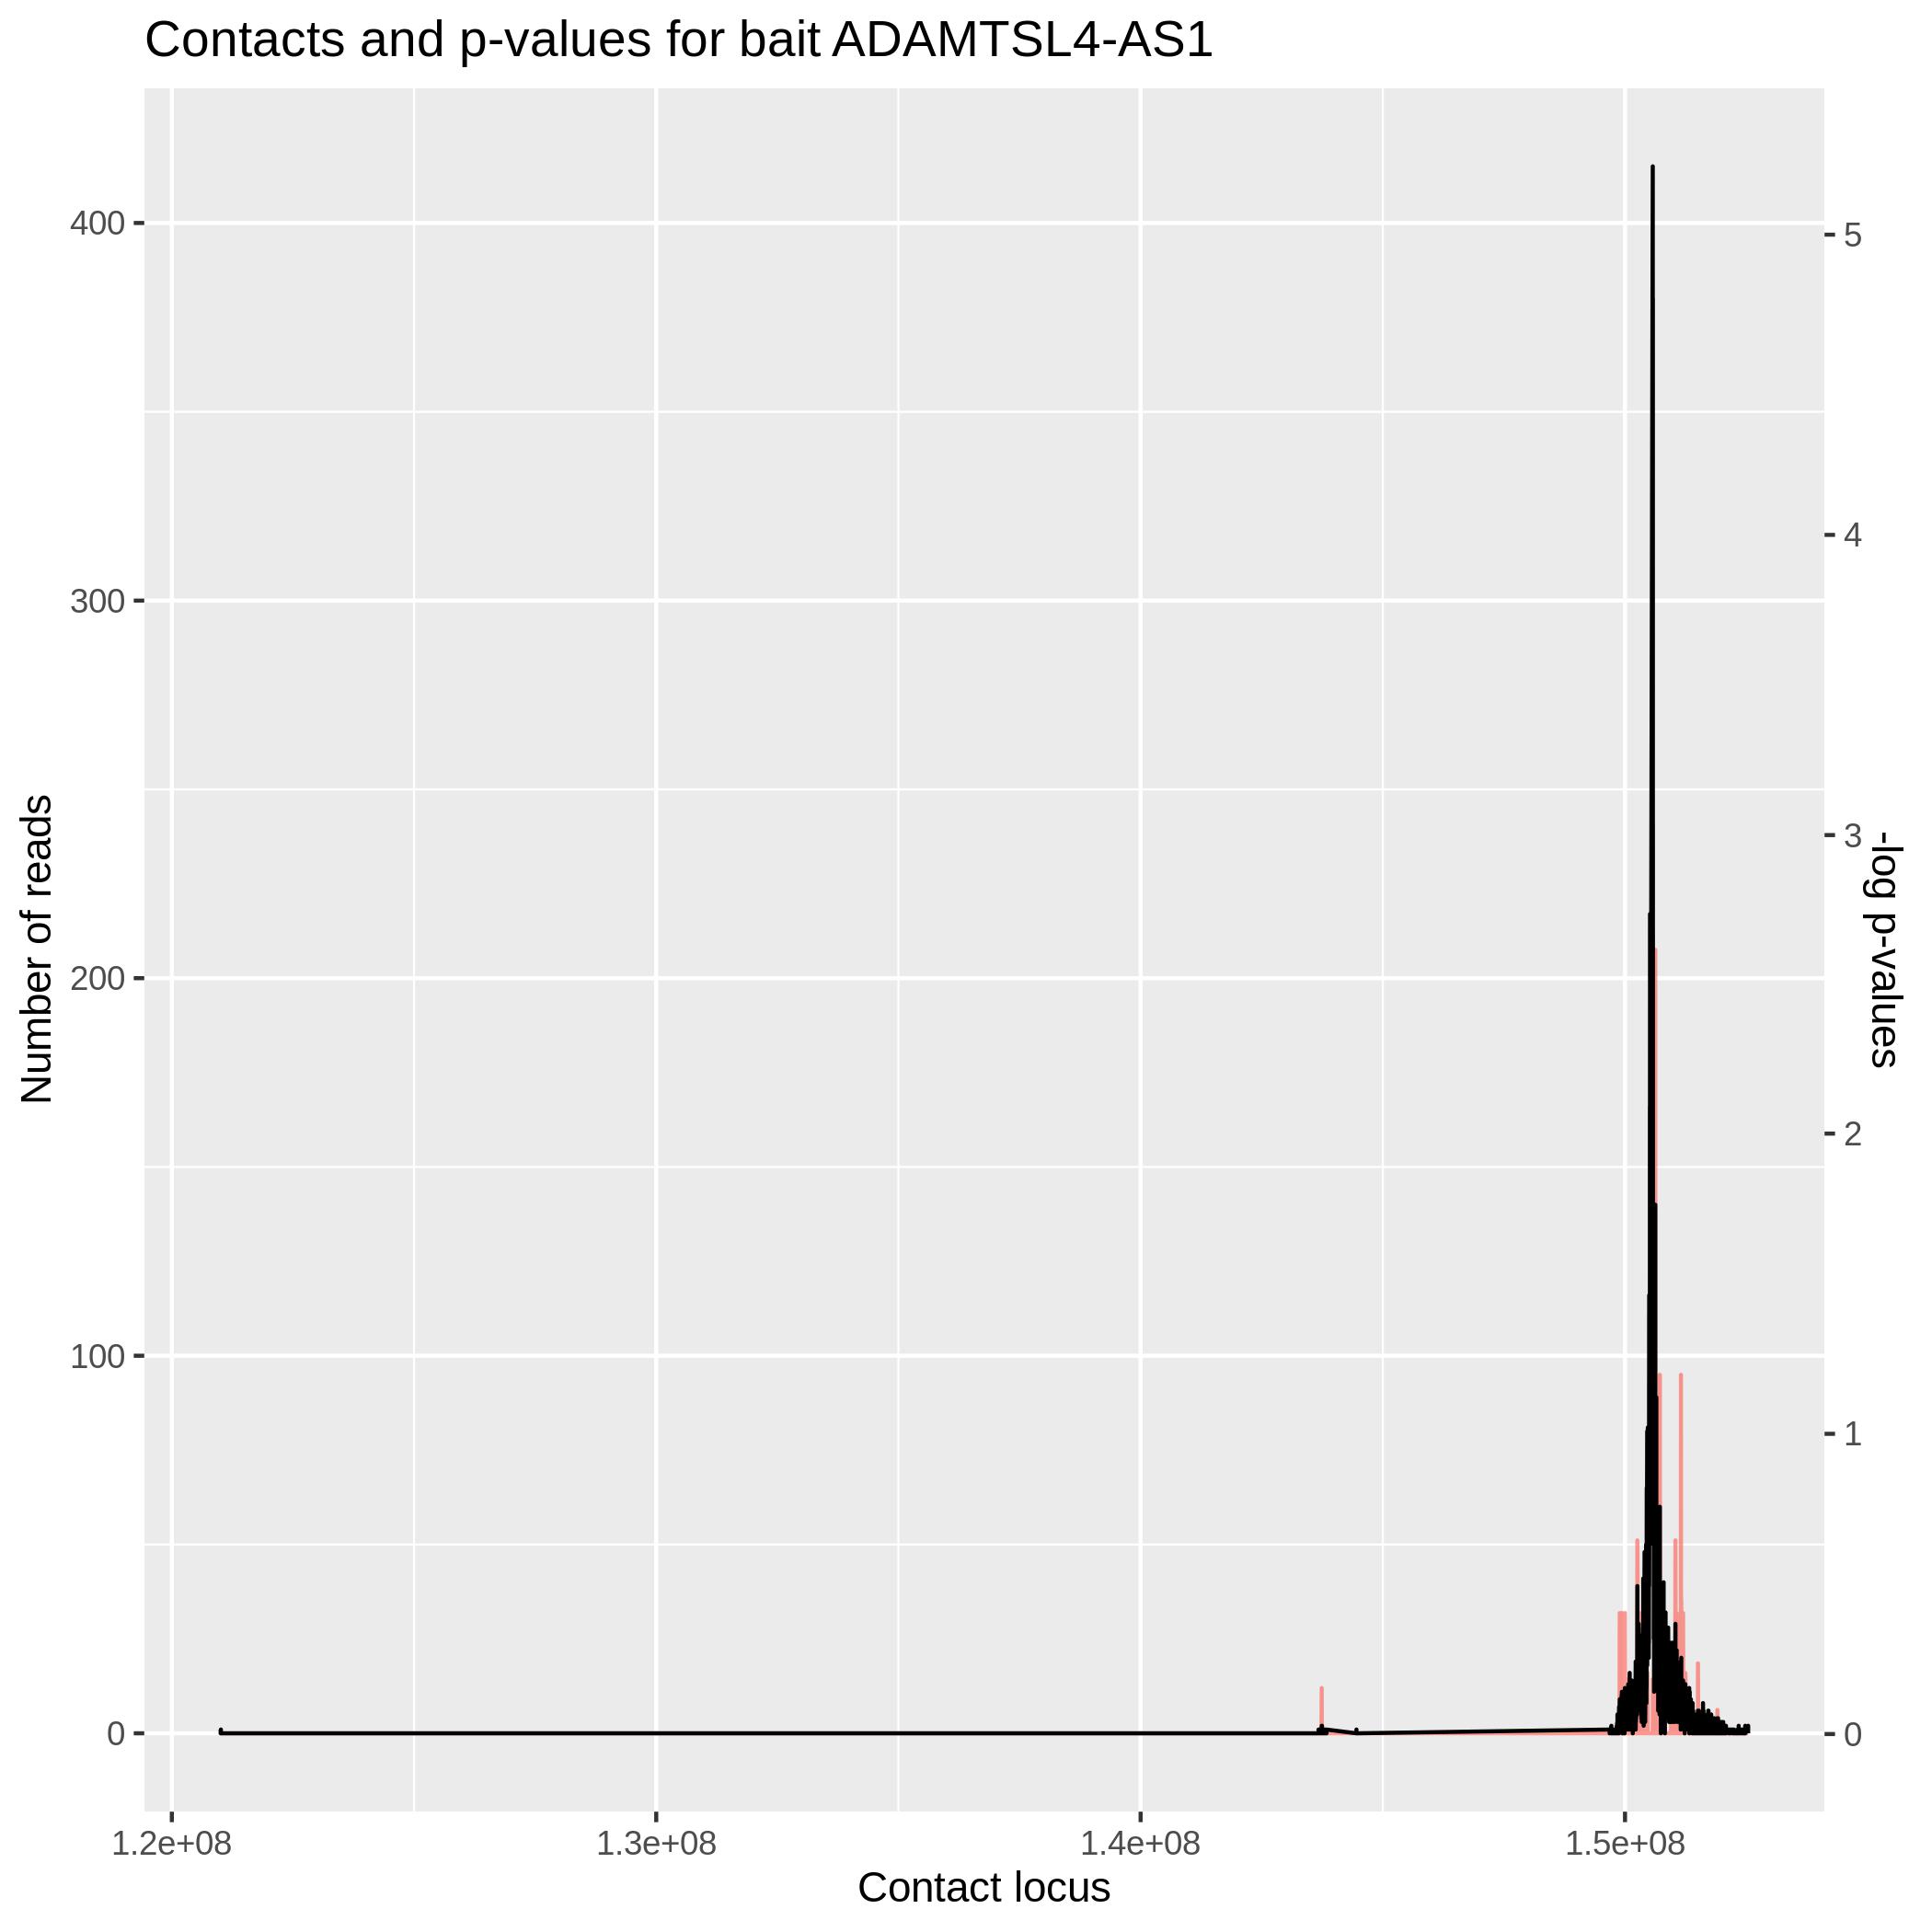 Contacts and p-values for bait ADAMTSL4-AS1
Number of reads
400
300
200
100
0
5
4
3
2
1
0
-log p-values
1.2e+08
1.3e+08
1.4e+08
1.5e+08
Contact locus